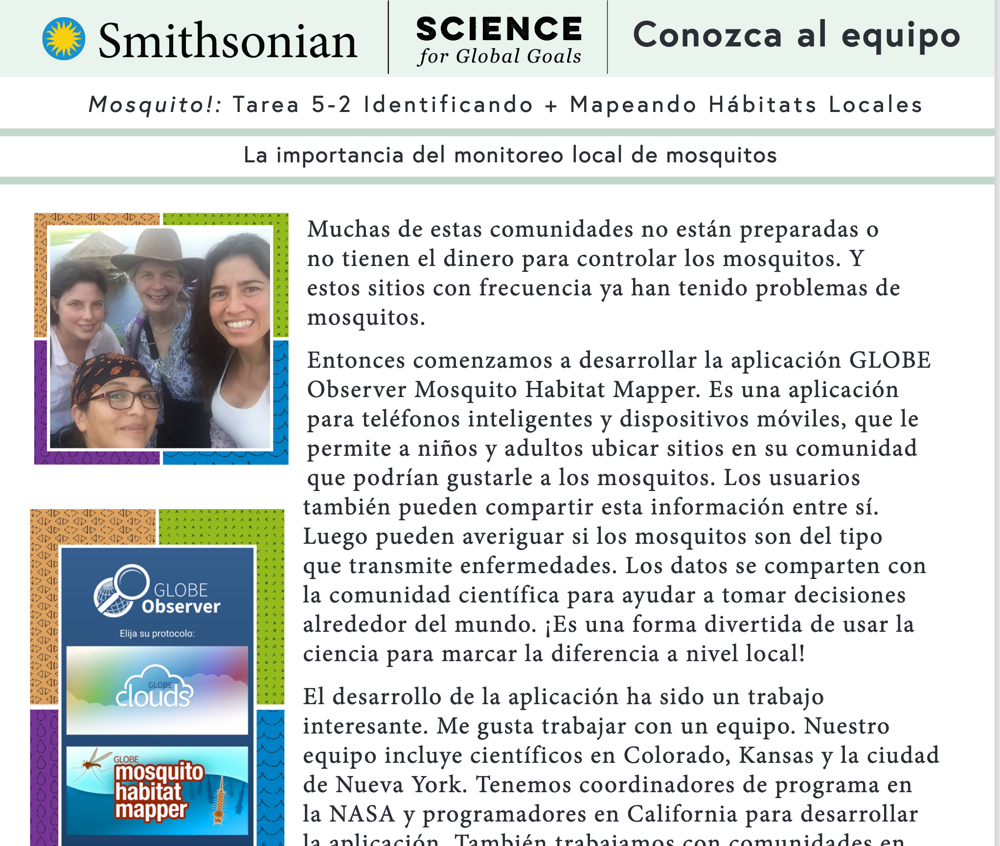 Smithsonian
SCIENCE
for Global Goals
Conozca al equipo
Mosquito!: Tarea 5-2 Identificando + Mapeando Hábitats Locales
La importancia del monitoreo local de mosquitos
Muchas de estas comunidades no están preparadas o
no tienen el dinero para controlar los mosquitos. Y
estos sitios con frecuencia ya han tenido problemas de
mosquitos.
Entonces comenzamos a desarrollar la aplicación GLOBE
Observer Mosquito Habitat Mapper. Es una aplicación
para teléfonos inteligentes y dispositivos móviles, que le
permite a niños y adultos ubicar sitios en su comunidad
que podrían gustarle a los mosquitos. Los usuarios
también pueden compartir esta información entre sí.
Luego pueden averiguar si los mosquitos son del tipo
que transmite enfermedades. Los datos se comparten con
la comunidad científica para ayudar a tomar decisiones
alrededor del mundo. ¡Es una forma divertida de usar la
ciencia para marcar la diferencia a nivel local!
El desarrollo de la aplicación ha sido un trabajo
interesante. Me gusta trabajar con un equipo. Nuestro
equipo incluye científicos en Colorado, Kansas y la ciudad
de Nueva York. Tenemos coordinadores de programa en
la NASA y programadores en California para desarrollar
la aplicación. También trabajamos con comunidades en
GLOBE
Observer
Elija su protocolo:
GLOBE
clouds
GLOBE
mosquito
habitat
mapper